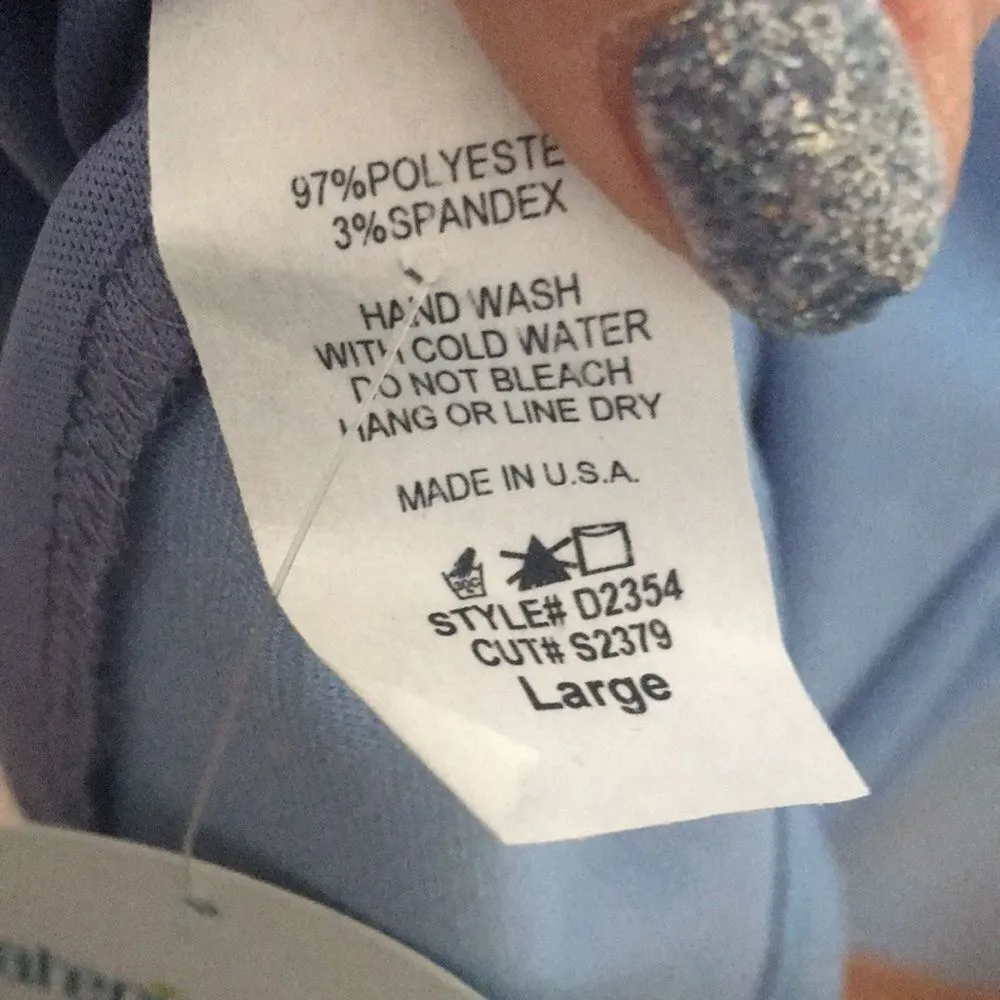 97%POLYESTE
3%SPANDEX
HAND WASH
WITH COLD WATER
DO NOT BLEACH
HANG OR LINE DRY
MADE IN U.S.A.
STYLE# D2354
CUT# S2379
Large